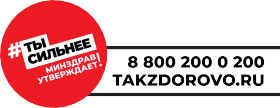 #ТЫ
СИЛЬНЕЕ
МИНЗДРАВ
УТВЕРЖДАЕТ!
8 800 200 0 200
TAKZDOROVO.RU